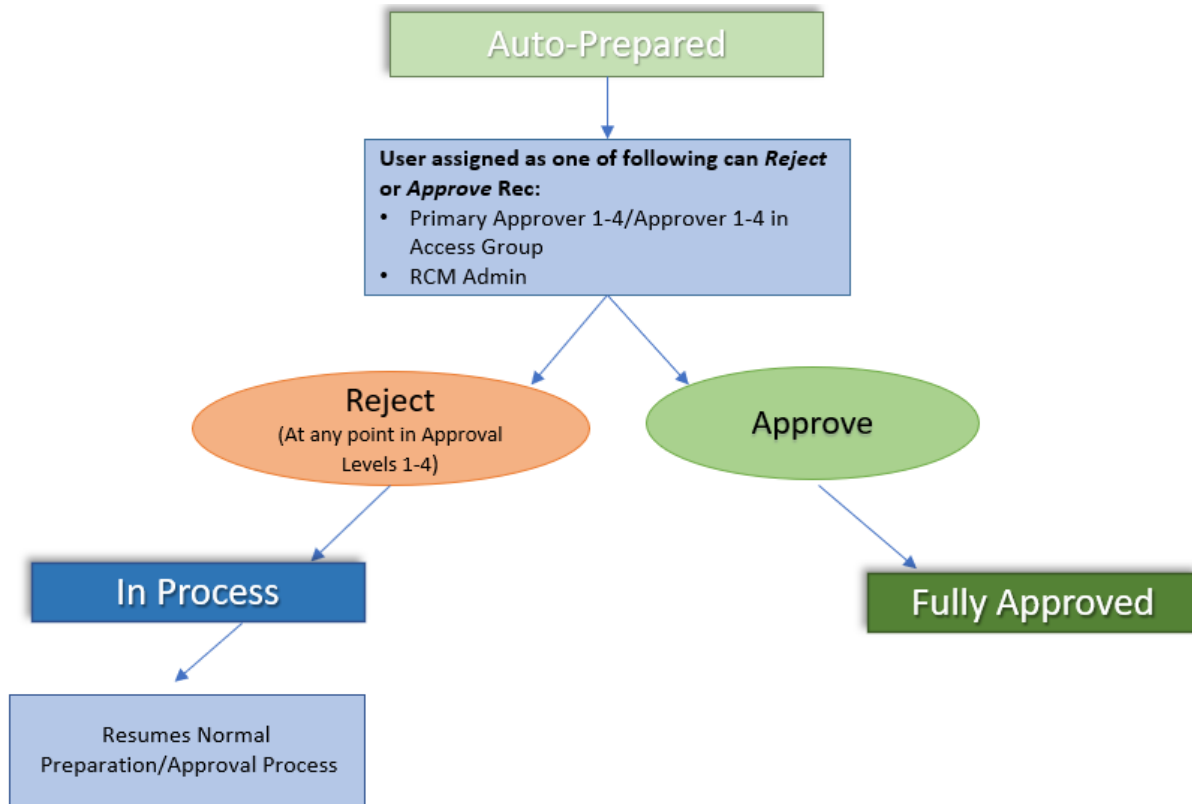 Auto-Prepared
User assigned as one of following can Reject
or Approve Rec:
• Primary Approver 1-4/Approver 1-4 in
Access Group
• RCM Admin
Reject
(At any point in Approval
Levels 1-4)
Approve
In Process
Fully Approved
Resumes Normal
Preparation/Approval Process